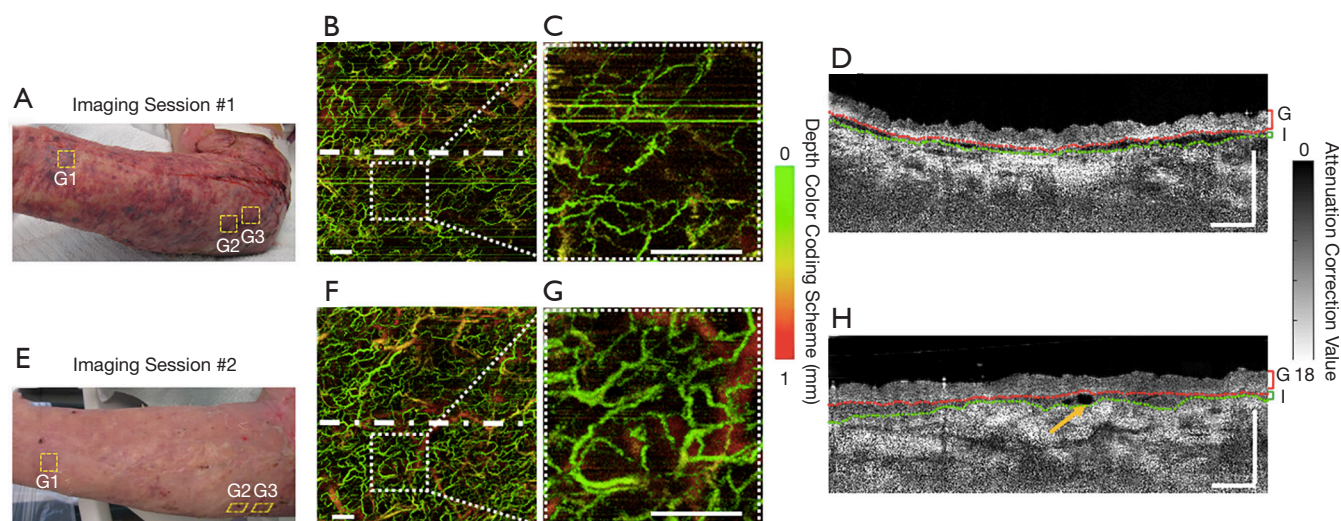 A
Imaging Session #1
G1
G2
G3
B
C
0
Depth Color Coding Scheme (mm)
1
D
G
I
0
Attenuation Correction Value
18
E
Imaging Session #2
G1
G2 G3
F
G
H
G
I